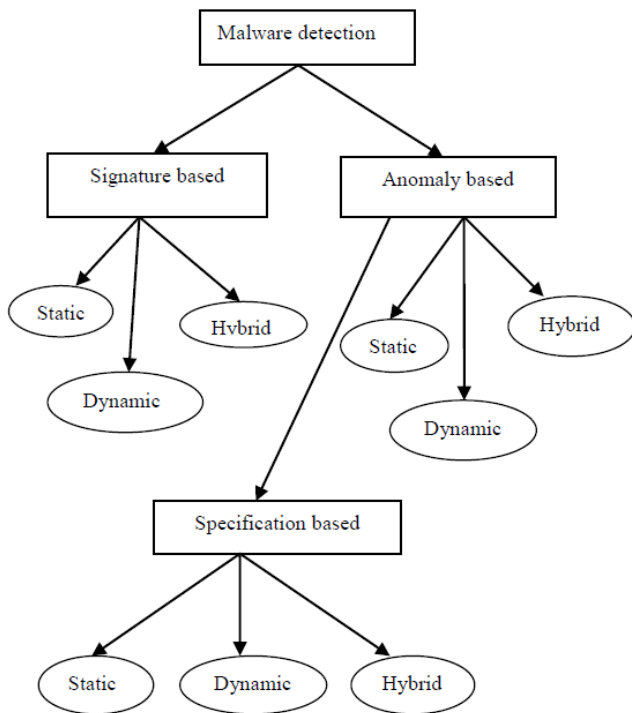 Malware detection
Signature based
Anomaly based
Static
Hvbrid
Dynamic
Static
Hybrid
Dynamic
Specification based
Static
Dynamic
Hybrid